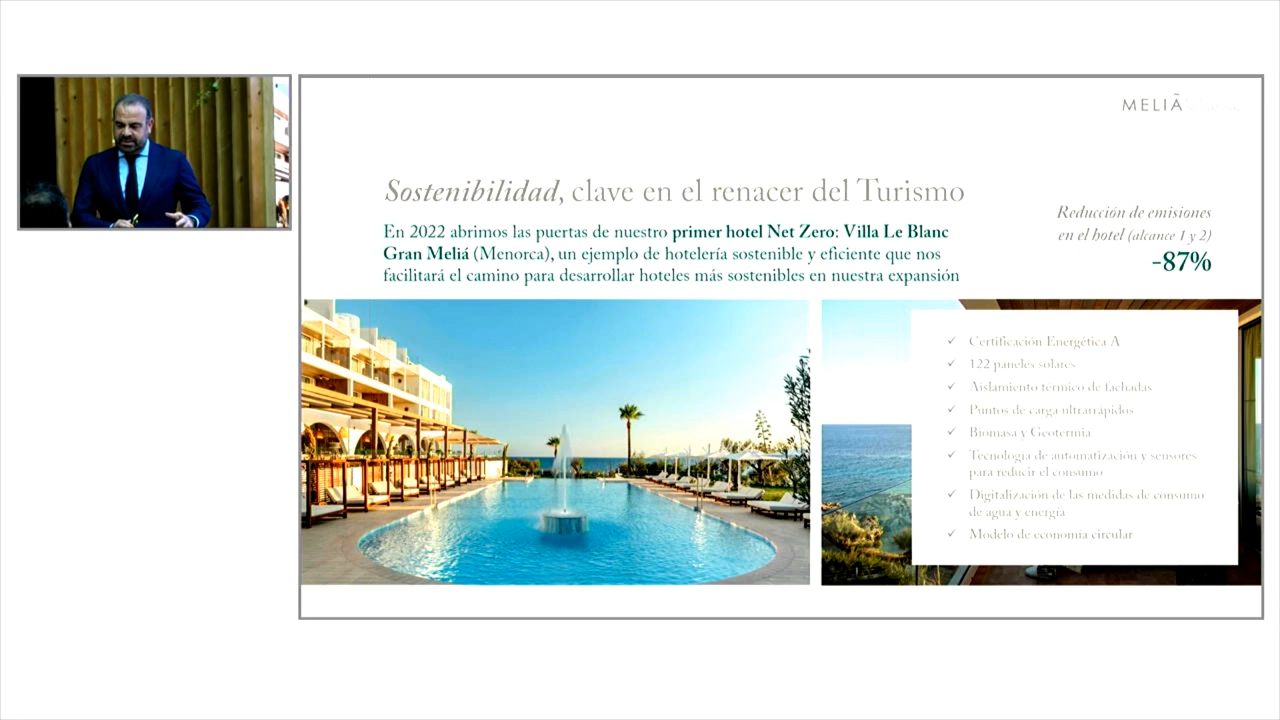 MELIÃ
Sostenibilidad, clave en el renacer del Turismo
En 2022 abrimos las puertas de nuestro primer hotel Net Zero: Villa Le Blanc
Gran Meliá (Menorca), un ejemplo de hotelería sostenible y eficiente que nos
facilitará el camino para desarrollar hoteles más sostenibles en nuestra expansión
Reducción de emisiones
en el hotel (alcance 1 y 2)
-87%
✓ Certificación Energética A
✓ 122 paneles solares
✓ Aislamiento térmico de fachadas
✓ Puntos de carga ultrarrápidos
✓ Biomasa y Geotermia
✓ Tecnología de automatización y sensores
para reducir el consumo
✓ Digitalización de las medidas de consumo
de agua y energía
✓ Modelo de economía circular